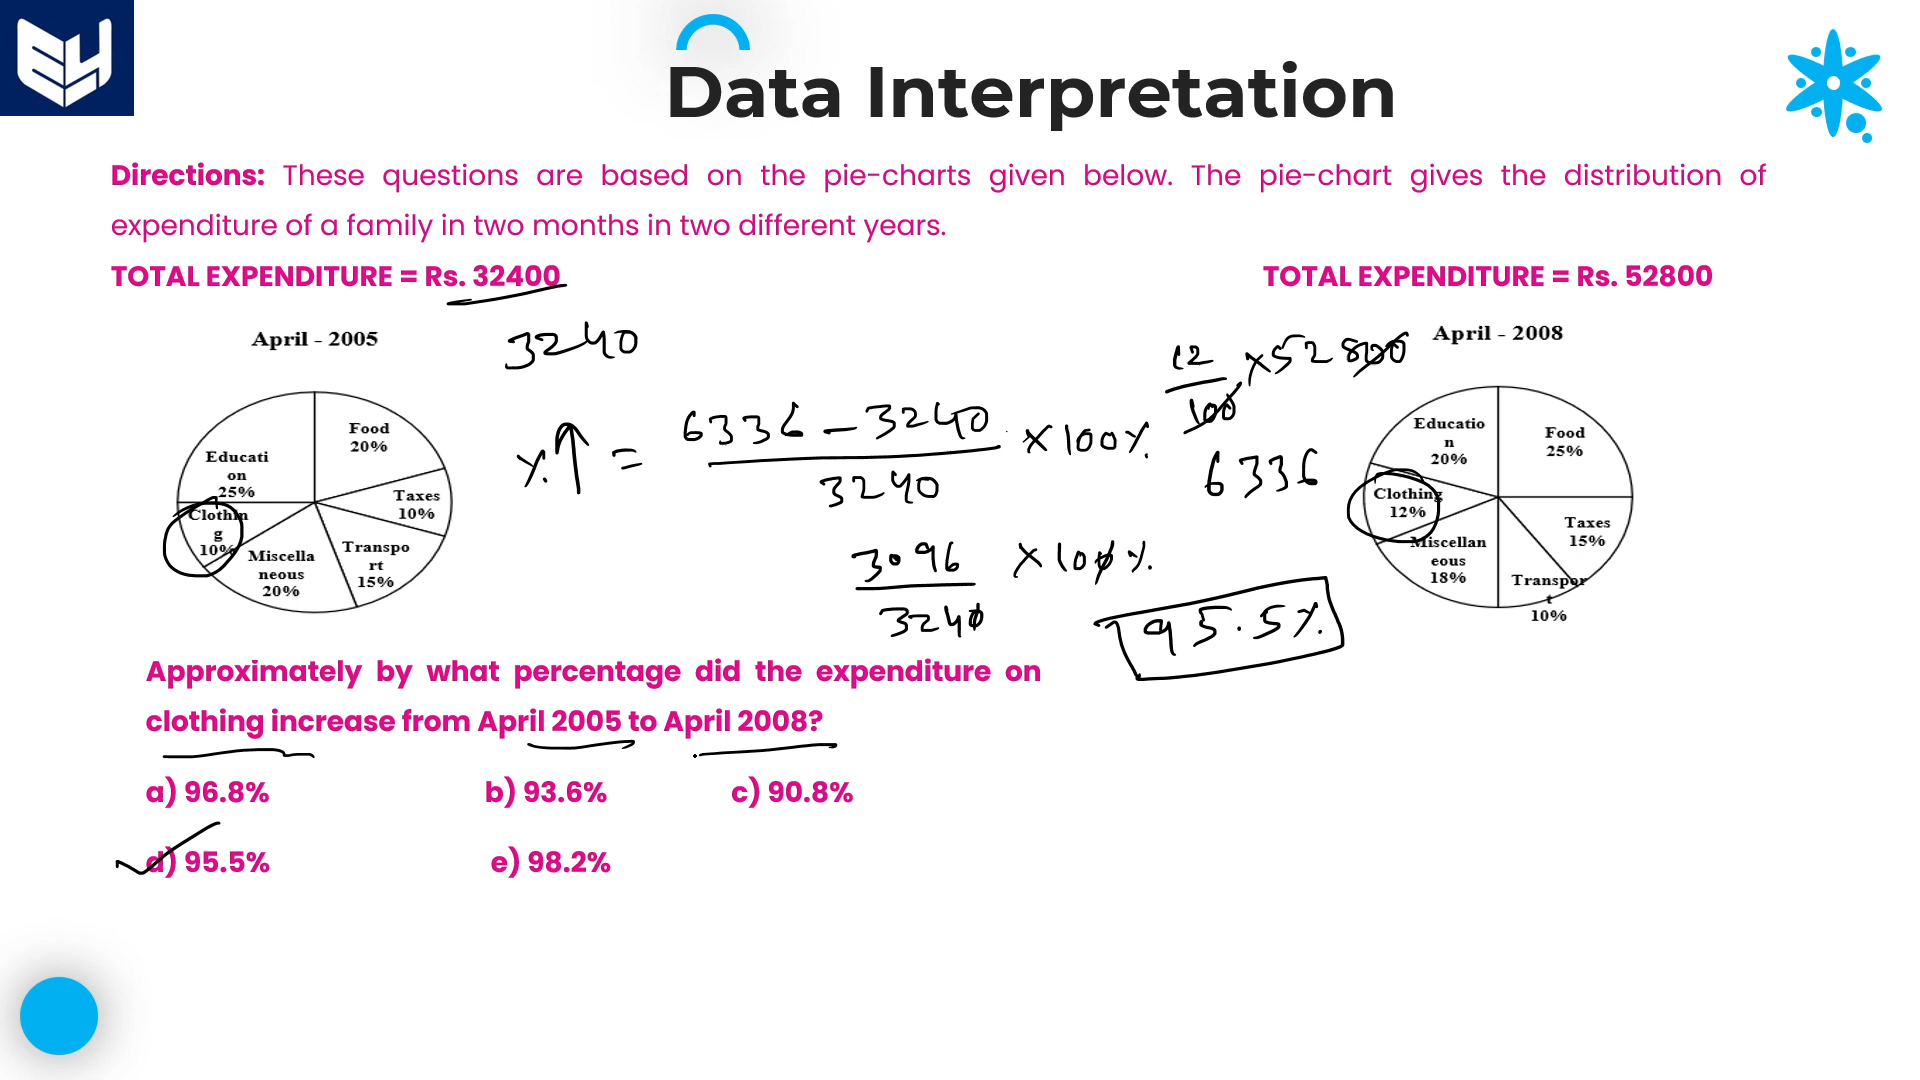 EY
Data Interpretation
Directions: These questions are based on the pie-charts given below. The pie-chart gives the distribution of
expenditure of a family in two months in two different years.
TOTAL EXPENDITURE = Rs. 32400
TOTAL EXPENDITURE = Rs. 52800
April - 2005
Food
20%
Taxes
10%
Transpo
rt
15%
Miscella
neous
20%
Clothin
g
10%
Educati
on
25%
3240
%↑ = 6336 - 3240 × 100%
3240
3096 × 100%
3240
95.5%
12 × 52800
100
6336
April - 2008
Food
25%
Taxes
15%
Transpor
t
10%
Miscellan
eous
18%
Clothing
12%
Educatio
n
20%
Approximately by what percentage did the expenditure on
clothing increase from April 2005 to April 2008?
a) 96.8% b) 93.6% c) 90.8%
d) 95.5% e) 98.2%